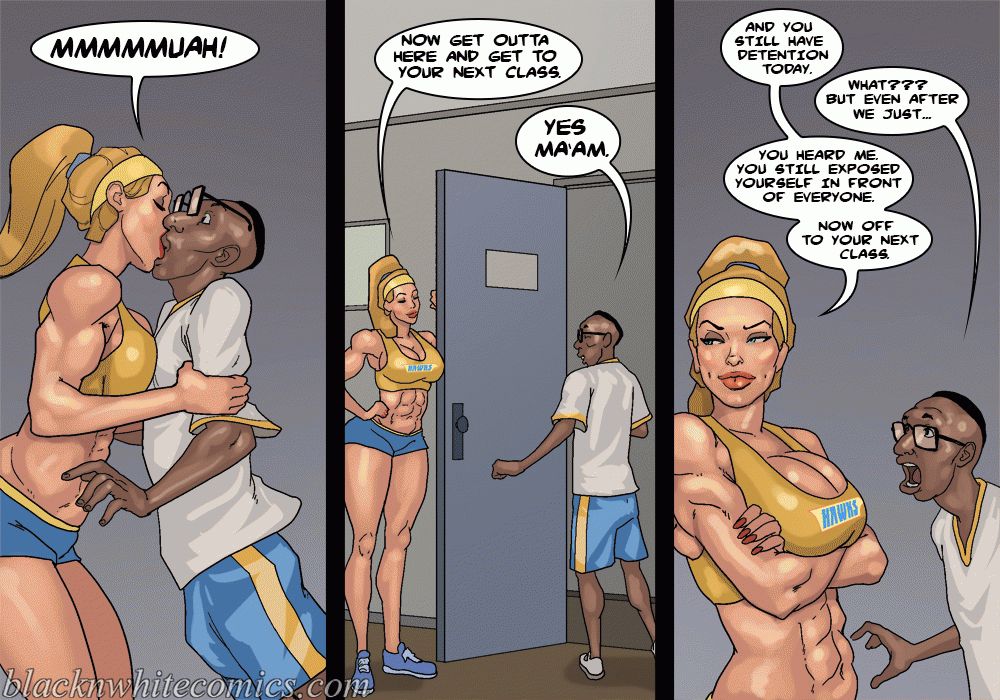 MMMMMUAH!
NOW GET OUTTA
HERE AND GET TO
YOUR NEXT CLASS.
YES
MA'AM.
HAWKS
AND YOU
STILL HAVE
DETENTION
TODAY.
WHAT???
BUT EVEN AFTER
WE JUST...
YOU HEARD ME.
YOU STILL EXPOSED
YOURSELF IN FRONT
OF EVERYONE.
NOW OFF
TO YOUR NEXT
CLASS.
HAWKS
blacknwhitecomics.com